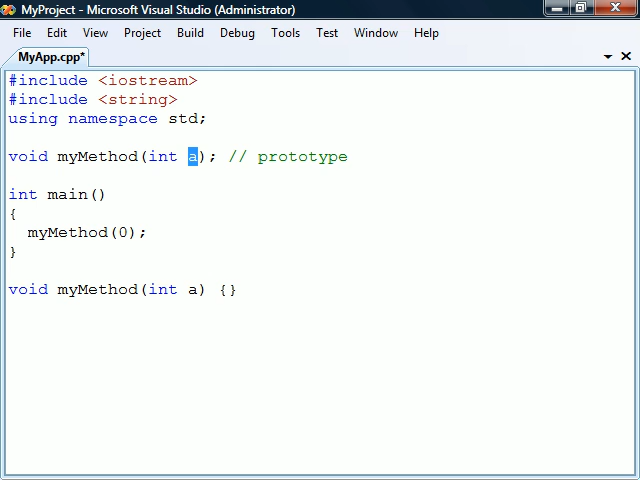 MyProject - Microsoft Visual Studio (Administrator)
File Edit View Project Build Debug Tools Test Window Help
MyApp.cpp*
#include <iostream>
#include <string>
using namespace std;
void myMethod(int a); // prototype
int main()
{
myMethod(0);
}
void myMethod(int a) {}